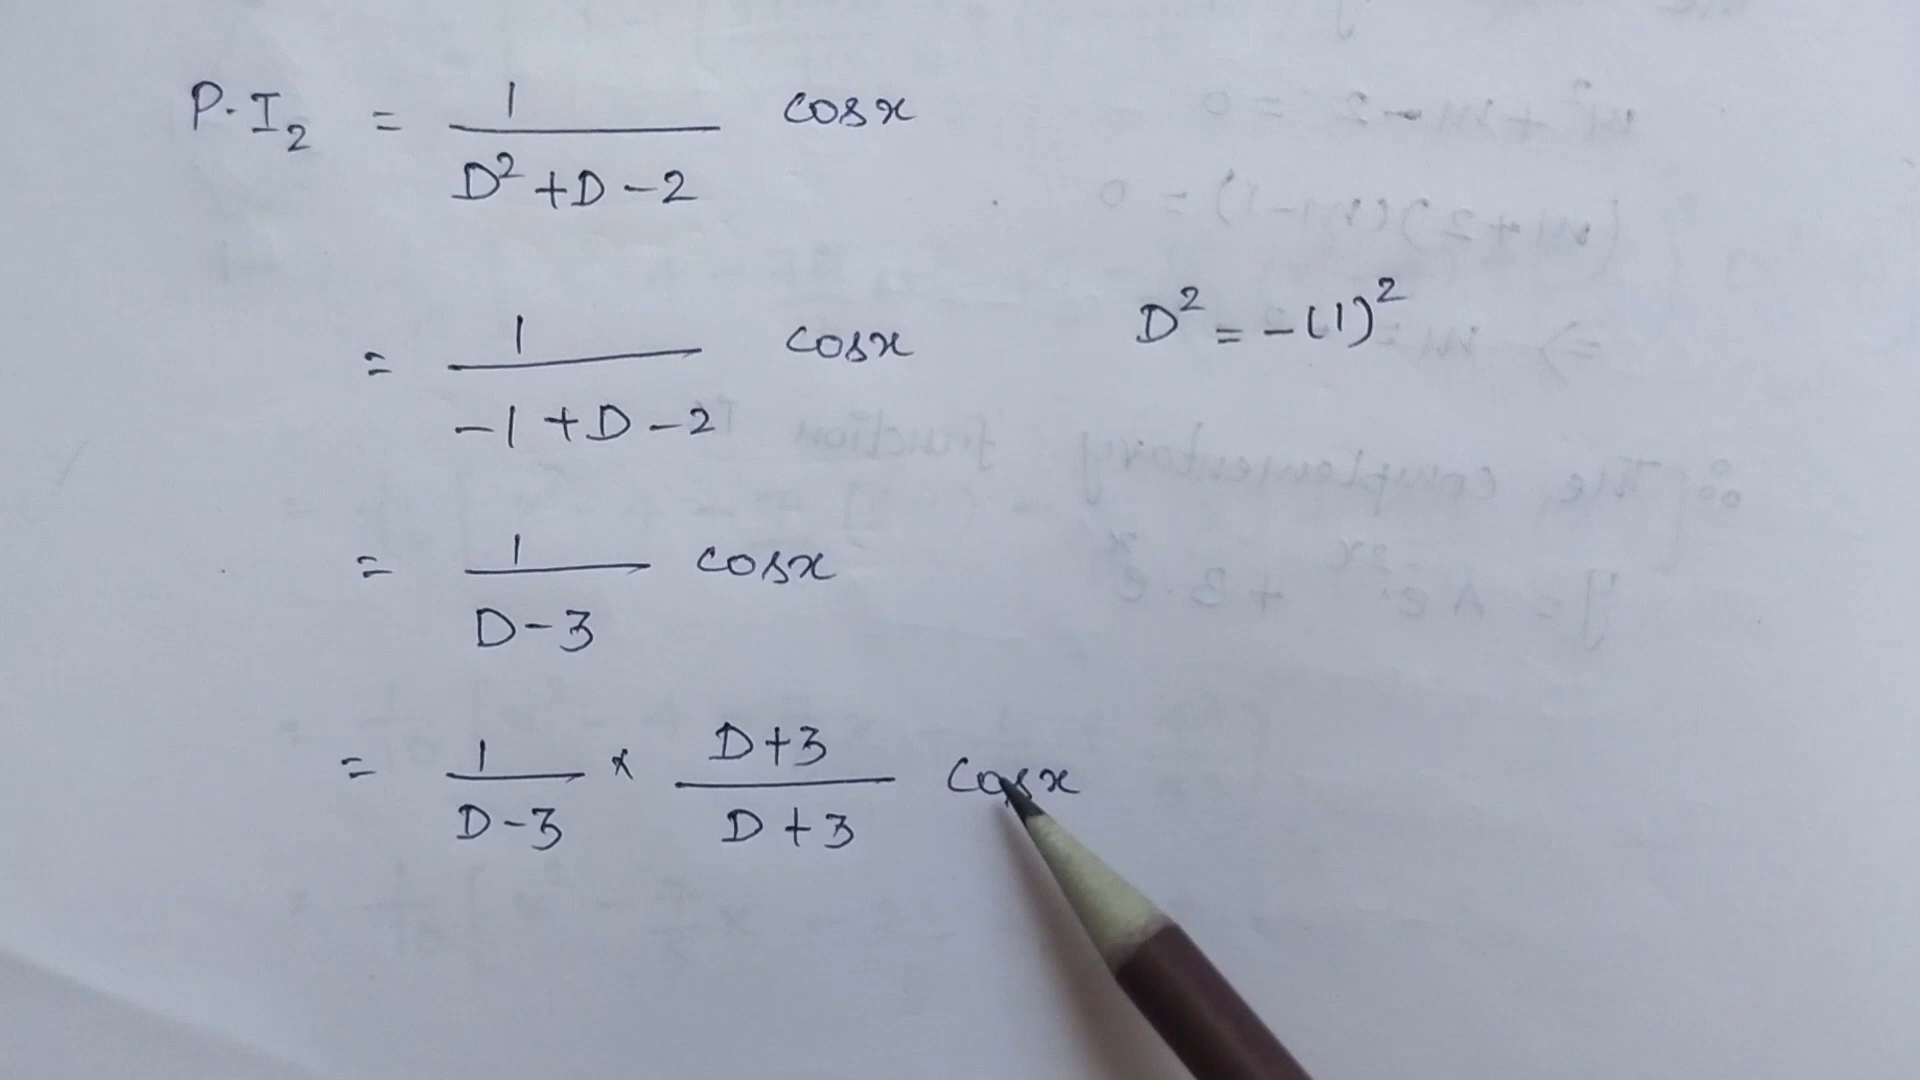 P.I₂ = 1/(D²+D-2) cosx
= 1/(-1+D-2) cosx D² = -(1)²
= 1/(D-3) cosx
= 1/(D-3) × (D+3)/(D+3) cosx